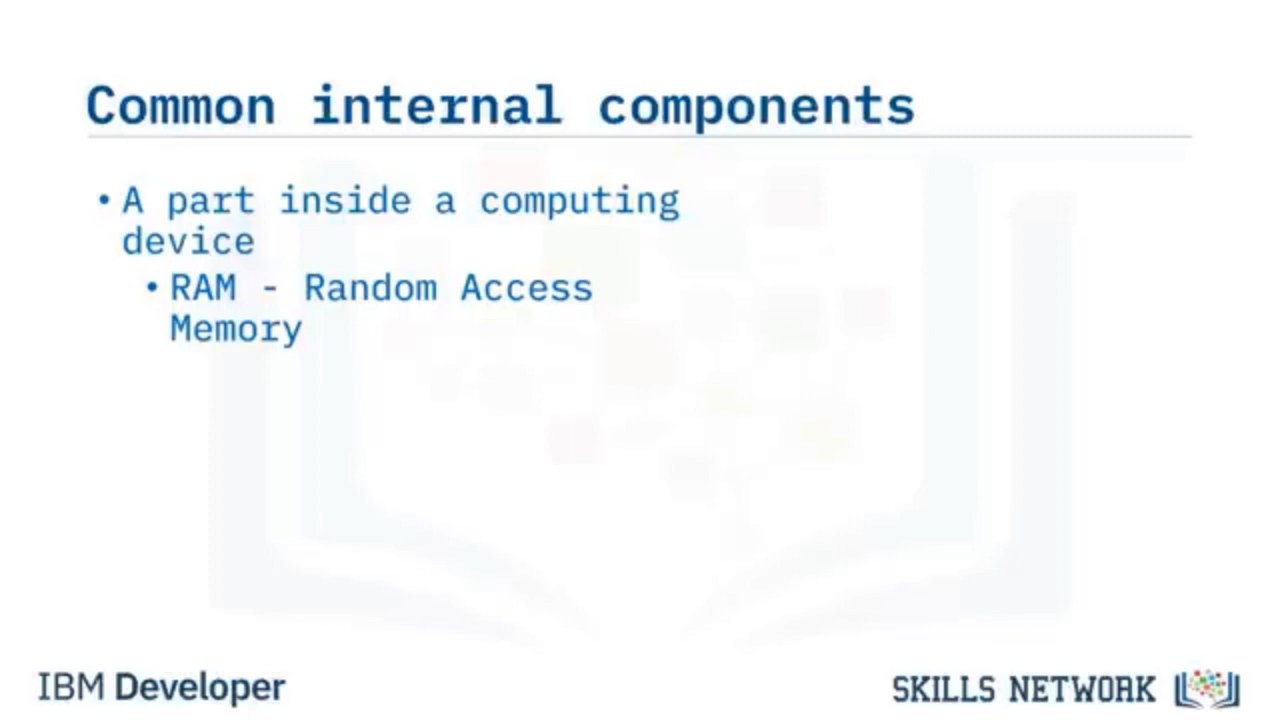 Common internal components
• A part inside a computing
device
• RAM - Random Access
Memory
IBM Developer
SKILLS NETWORK